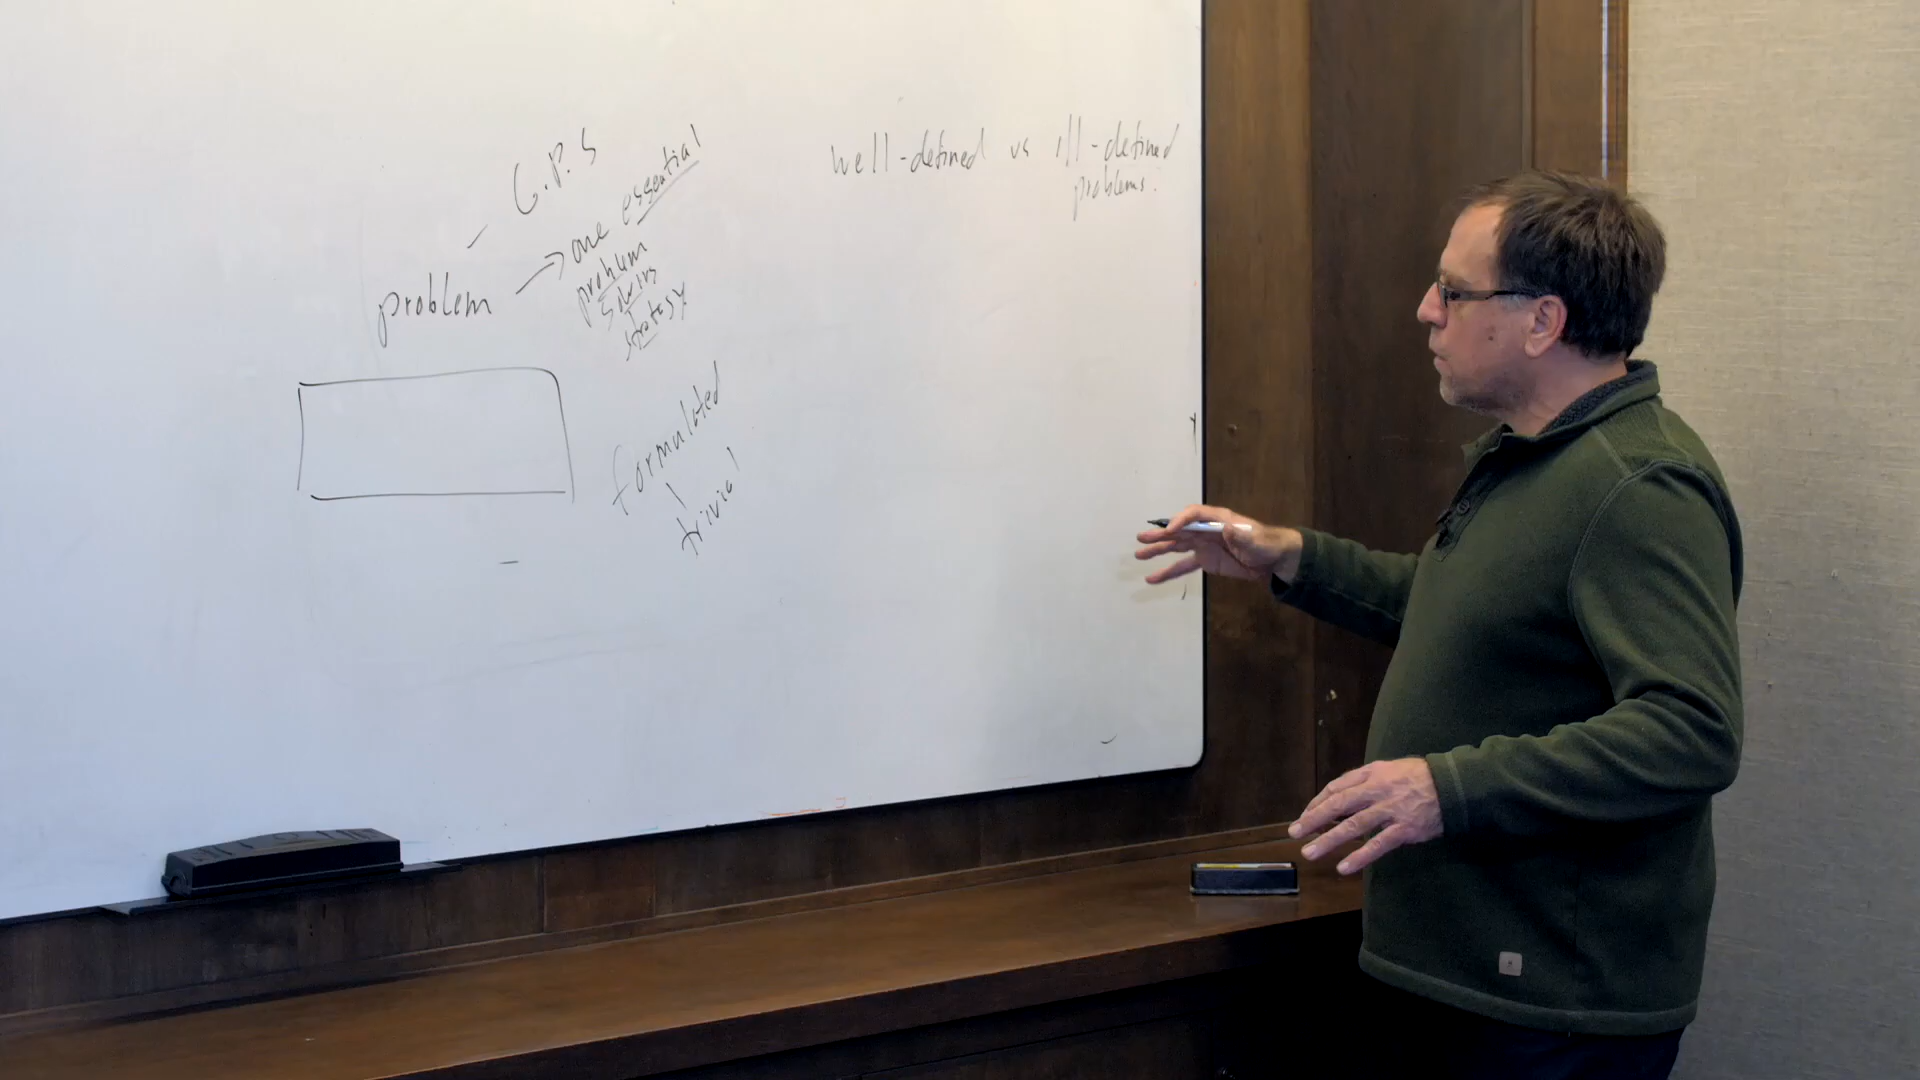 G.P.S
problem
one essential
problem
solving
strategy
formulated
trivial
well-defined vs ill-defined
problems.